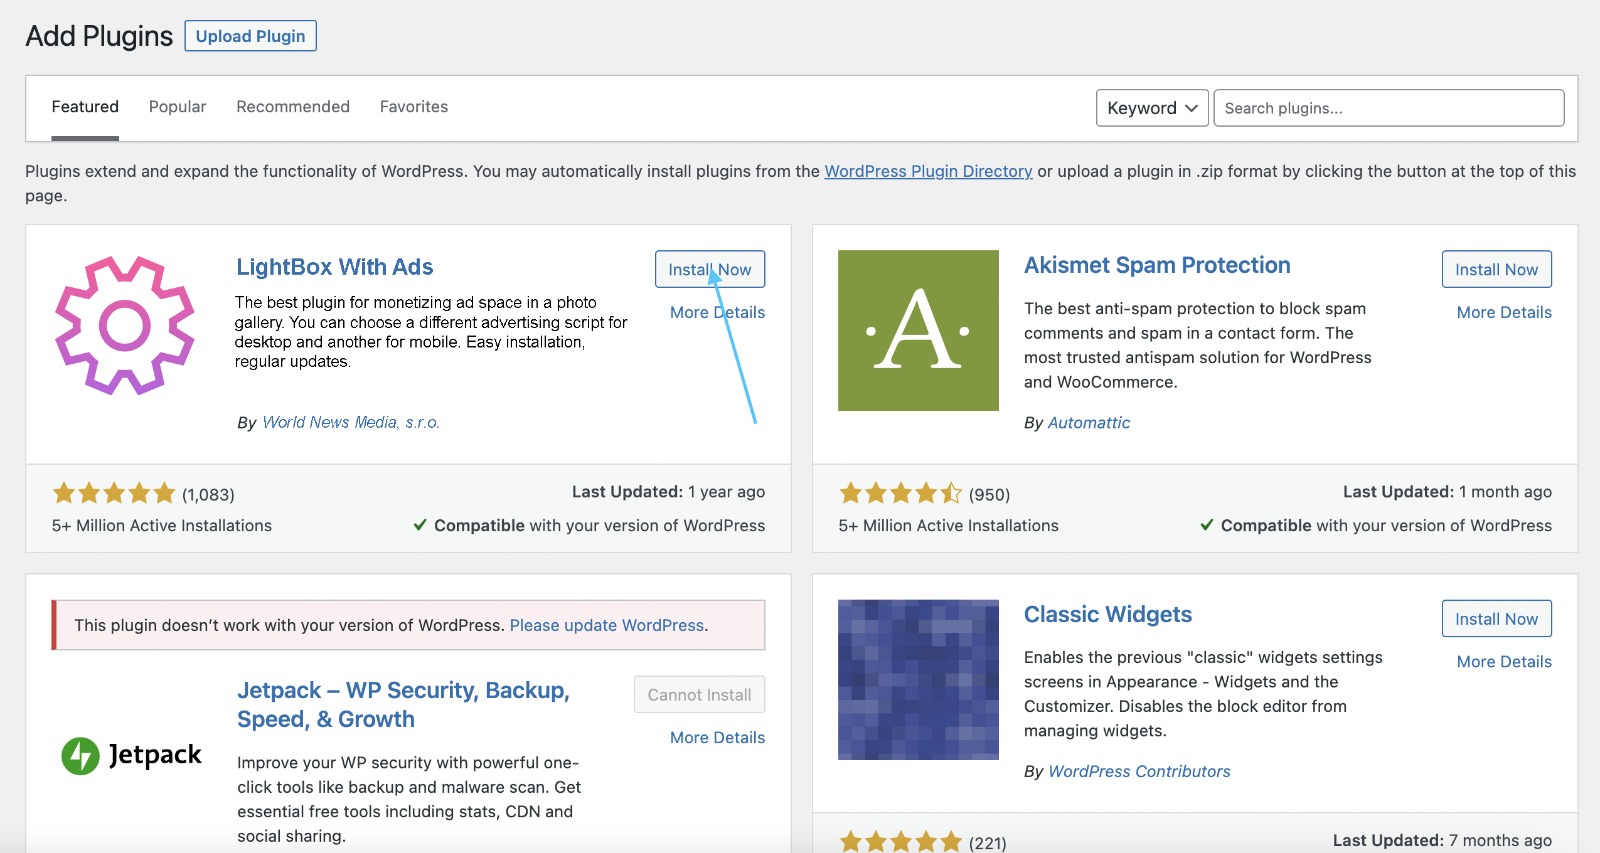 Add Plugins
Upload Plugin
Featured
Popular
Recommended
Favorites
Keyword
Search plugins...
Plugins extend and expand the functionality of WordPress. You may automatically install plugins from the WordPress Plugin Directory or upload a plugin in .zip format by clicking the button at the top of this
page.
LightBox With Ads
Install Now
More Details
The best plugin for monetizing ad space in a photo
gallery. You can choose a different advertising script for
desktop and another for mobile. Easy installation,
regular updates.
By World News Media, s.r.o.
(1,083)
Last Updated: 1 year ago
5+ Million Active Installations
Compatible with your version of WordPress
Akismet Spam Protection
Install Now
More Details
The best anti-spam protection to block spam
comments and spam in a contact form. The
most trusted antispam solution for WordPress
and WooCommerce.
By Automattic
A
(950)
Last Updated: 1 month ago
5+ Million Active Installations
Compatible with your version of WordPress
This plugin doesn’t work with your version of WordPress. Please update WordPress.
Jetpack – WP Security, Backup,
Speed, & Growth
Cannot Install
More Details
Jetpack
Improve your WP security with powerful one-
click tools like backup and malware scan. Get
essential free tools including stats, CDN and
social sharing.
Classic Widgets
Install Now
More Details
Enables the previous "classic" widgets settings
screens in Appearance - Widgets and the
Customizer. Disables the block editor from
managing widgets.
By WordPress Contributors
(221)
Last Updated: 7 months ago